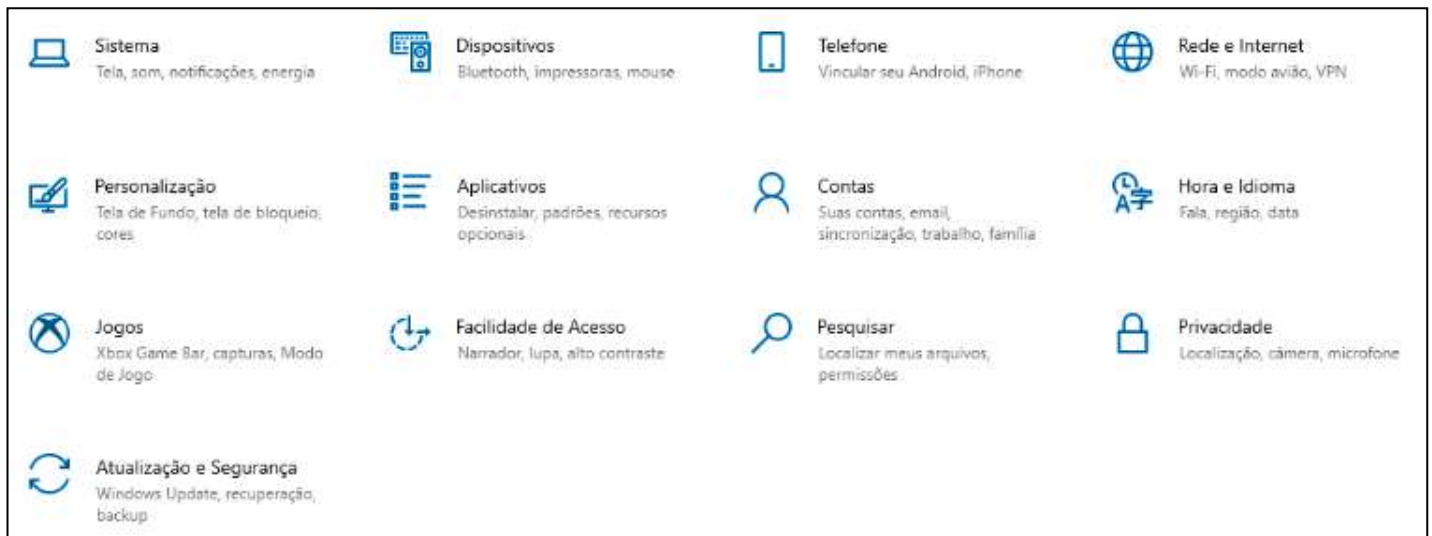 Sistema
Tela, som, notificações, energia
Dispositivos
Bluetooth, impressoras, mouse
Telefone
Vincular seu Android, iPhone
Rede e Internet
Wi-Fi, modo avião, VPN
Personalização
Tela de Fundo, tela de bloqueio,
cores
Aplicativos
Desinstalar, padrões, recursos
opcionais
Contas
Suas contas, email,
sincronização, trabalho, família
Hora e Idioma
Fala, região, data
Jogos
Xbox Game Bar, capturas, Modo
de Jogo
Facilidade de Acesso
Narrador, lupa, alto contraste
Pesquisar
Localizar meus arquivos,
permissões
Privacidade
Localização, câmera, microfone
Atualização e Segurança
Windows Update, recuperação,
backup